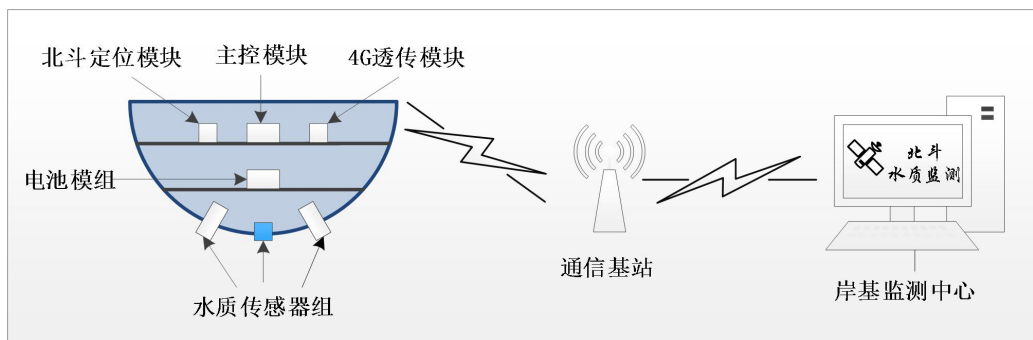 北斗定位模块
主控模块
4G透传模块
电池模组
水质传感器组
通信基站
北斗
水质监测
岸基监测中心